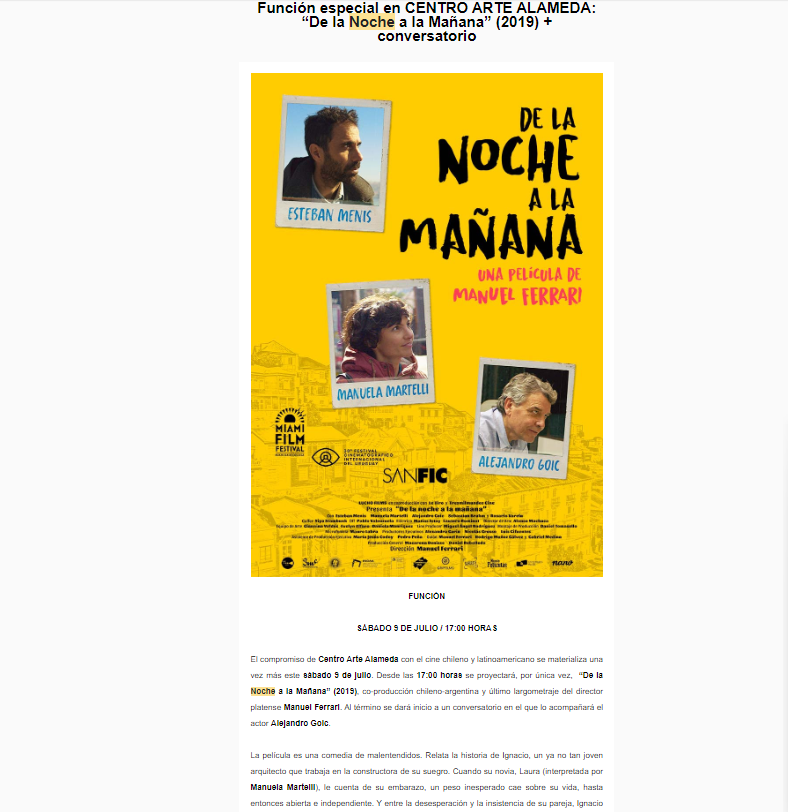 Función especial en CENTRO ARTE ALAMEDA:
“De la Noche a la Mañana” (2019) +
conversatorio
DE LA
NOCHE
A LA
MAÑANA
UNA PELÍCULA DE
MANUEL FERRARI
ESTEBAN MENIS
MANUELA MARTELLI
ALEJANDRO GOIC
MIAMI
FILM
FESTIVAL
FESTIVAL
CINEMATOGRÁFICO
INTERNACIONAL
DEL URUGUAY
SANFIC
Presenta "De la noche a la mañana"
Dirección Manuel Ferrari
FUNCIÓN
SÁBADO 9 DE JULIO / 17:00 HORAS
El compromiso de Centro Arte Alameda con el cine chileno y latinoamericano se materializa una
vez más este sábado 9 de julio. Desde las 17:00 horas se proyectará, por única vez, “De la
Noche a la Mañana” (2019), co-producción chileno-argentina y último largometraje del director
platense Manuel Ferrari. Al término se dará inicio a un conversatorio en el que lo acompañará el
actor Alejandro Goic.
La película es una comedia de malentendidos. Relata la historia de Ignacio, un ya no tan joven
arquitecto que trabaja en la constructora de su suegro. Cuando su novia, Laura (interpretada por
Manuela Martelli), le cuenta de su embarazo, un peso inesperado cae sobre su vida, hasta
entonces abierta e independiente. Y entre la desesperación y la insistencia de su pareja, Ignacio